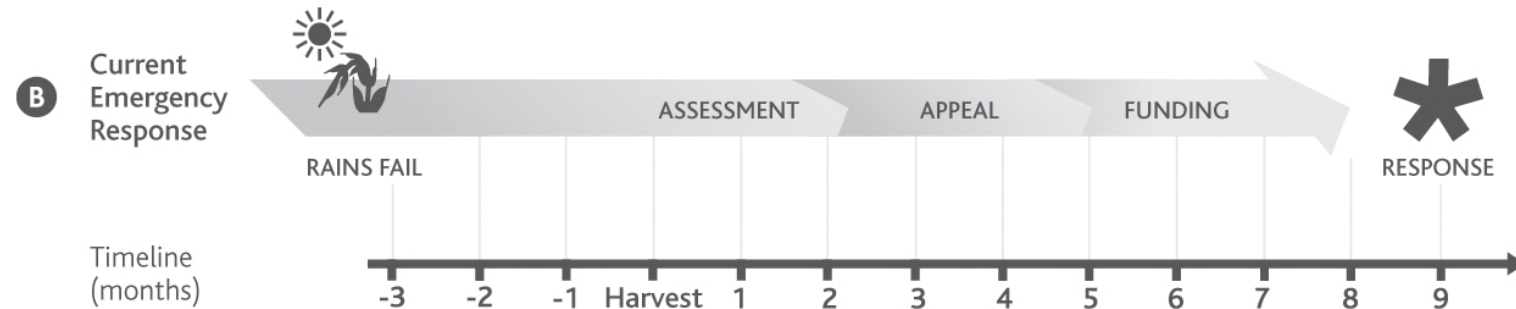 B
Current
Emergency
Response
ASSESSMENT APPEAL FUNDING
RAINS FAIL
RESPONSE
Timeline
(months)
-3 -2 -1 Harvest 1 2 3 4 5 6 7 8 9